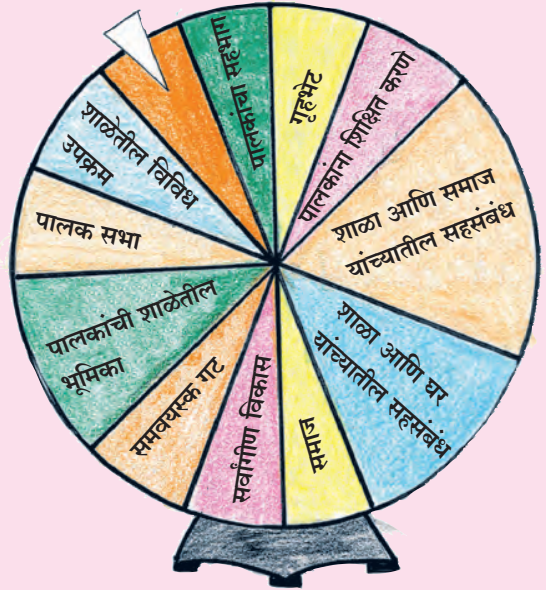 पालकांचा सहभाग
गृहभेट
पालकांना शिक्षित करणे
शाळा आणि समाज
यांच्यातील सहसंबंध
शाळा आणि घर
यांच्यातील सहसंबंध
समाज
सर्वांगीण विकास
समवयस्क गट
पालकांची शाळेतील
भूमिका
पालक सभा
शाळेतील विविध
उपक्रम